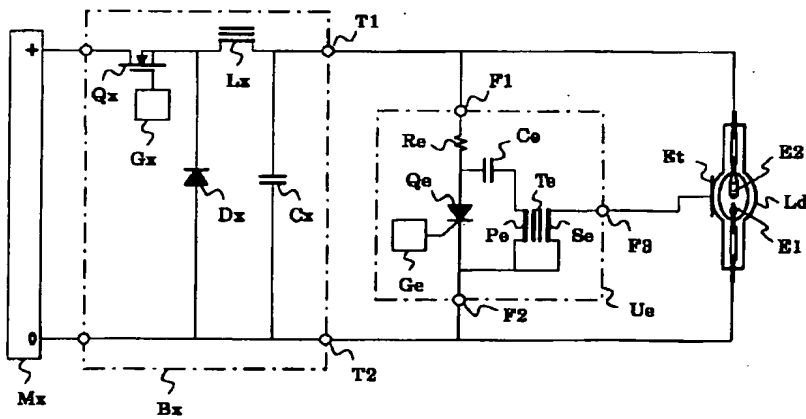 T1
+
Lx
Qx
F1
Gx
Re
Ce
Et
E2
Qe
Te
Dx
Cx
Ld
Pe
Se
F3
E1
Ge
0
F2
Ue
T2
Mx
Bx